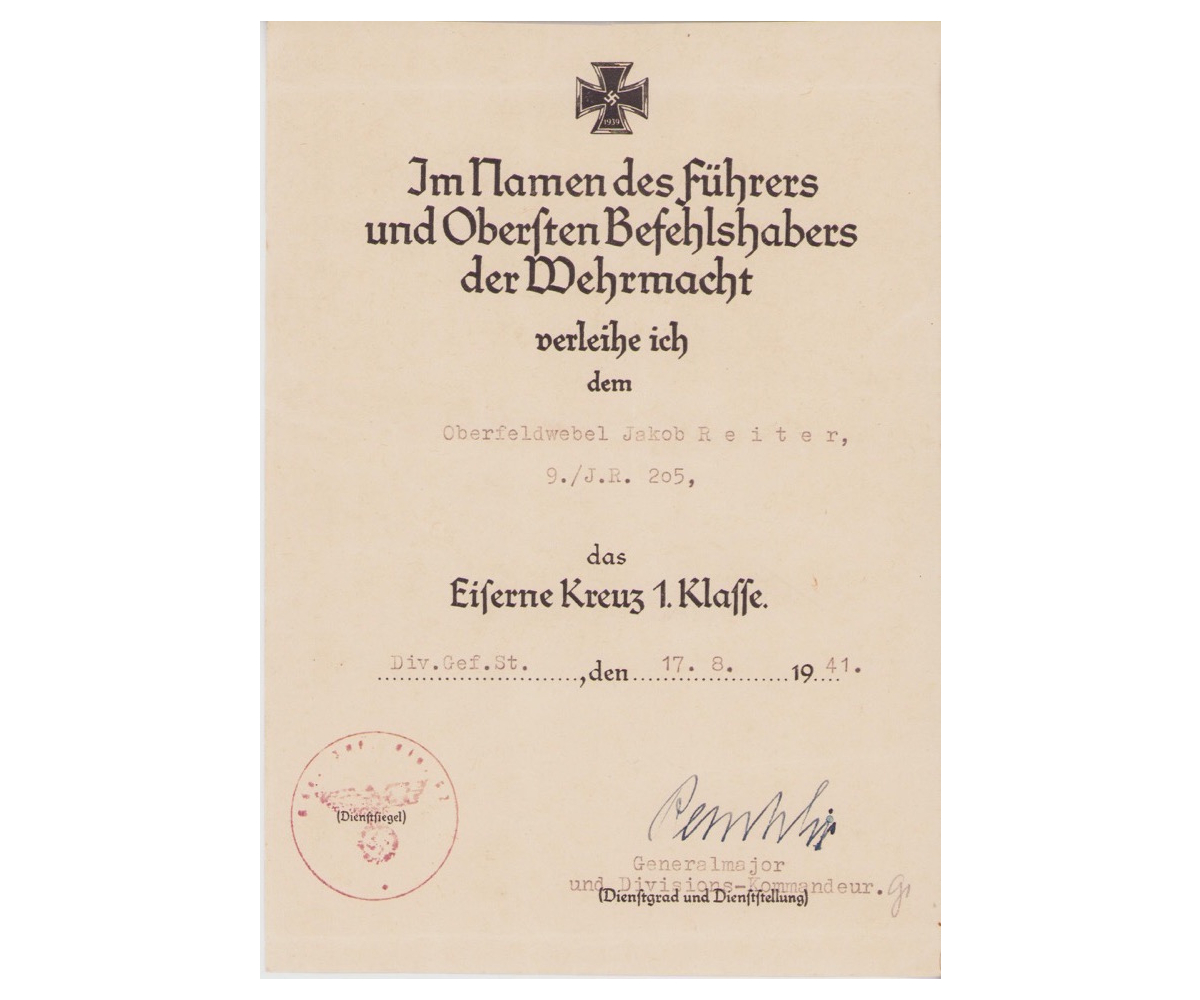 1939
Im Namen des Führers
und Oberſten Befehlshabers
der Wehrmacht
verleihe ich
dem
Oberfeldwebel Jakob R e i t e r,
9./J.R. 2o5,
das
Eiſerne Kreuz 1. Klaſſe.
Div.Gef.St. , den 17. 8. 19 41.
(Dienſtſiegel)
Generalmajor
und Divisions-Kommandeur.
(Dienſtgrad und Dienſtſtellung)